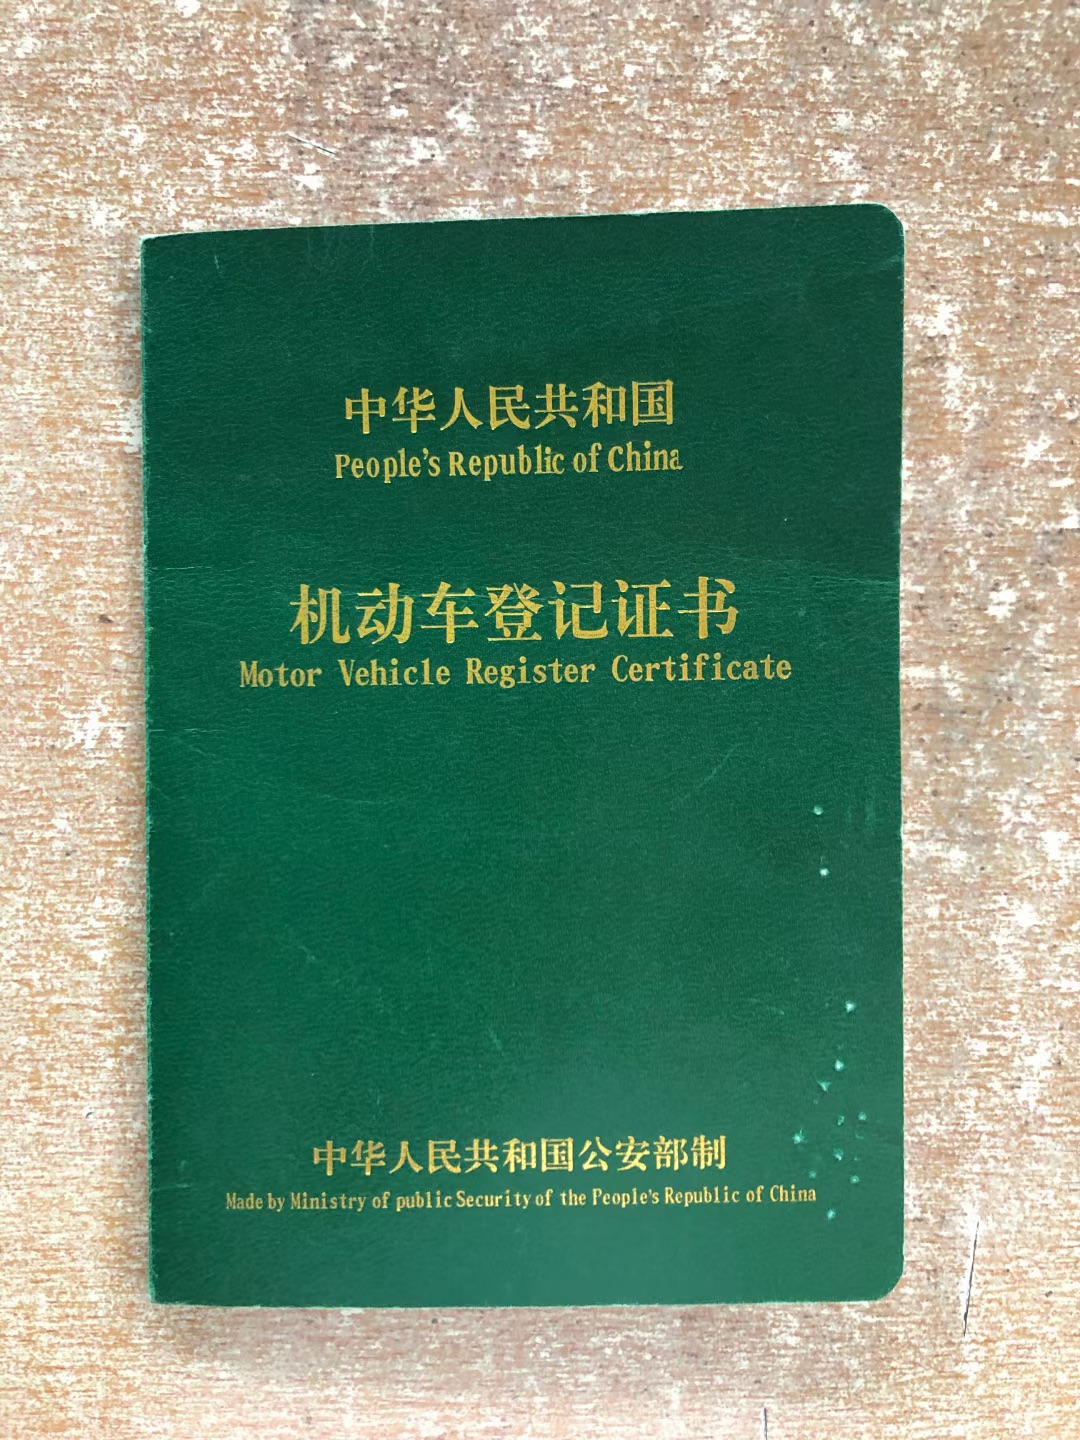 中华人民共和国
People's Republic of China
机动车登记证书
Motor Vehicle Register Certificate
中华人民共和国公安部制
Made by Ministry of public Security of the People's Republic of China